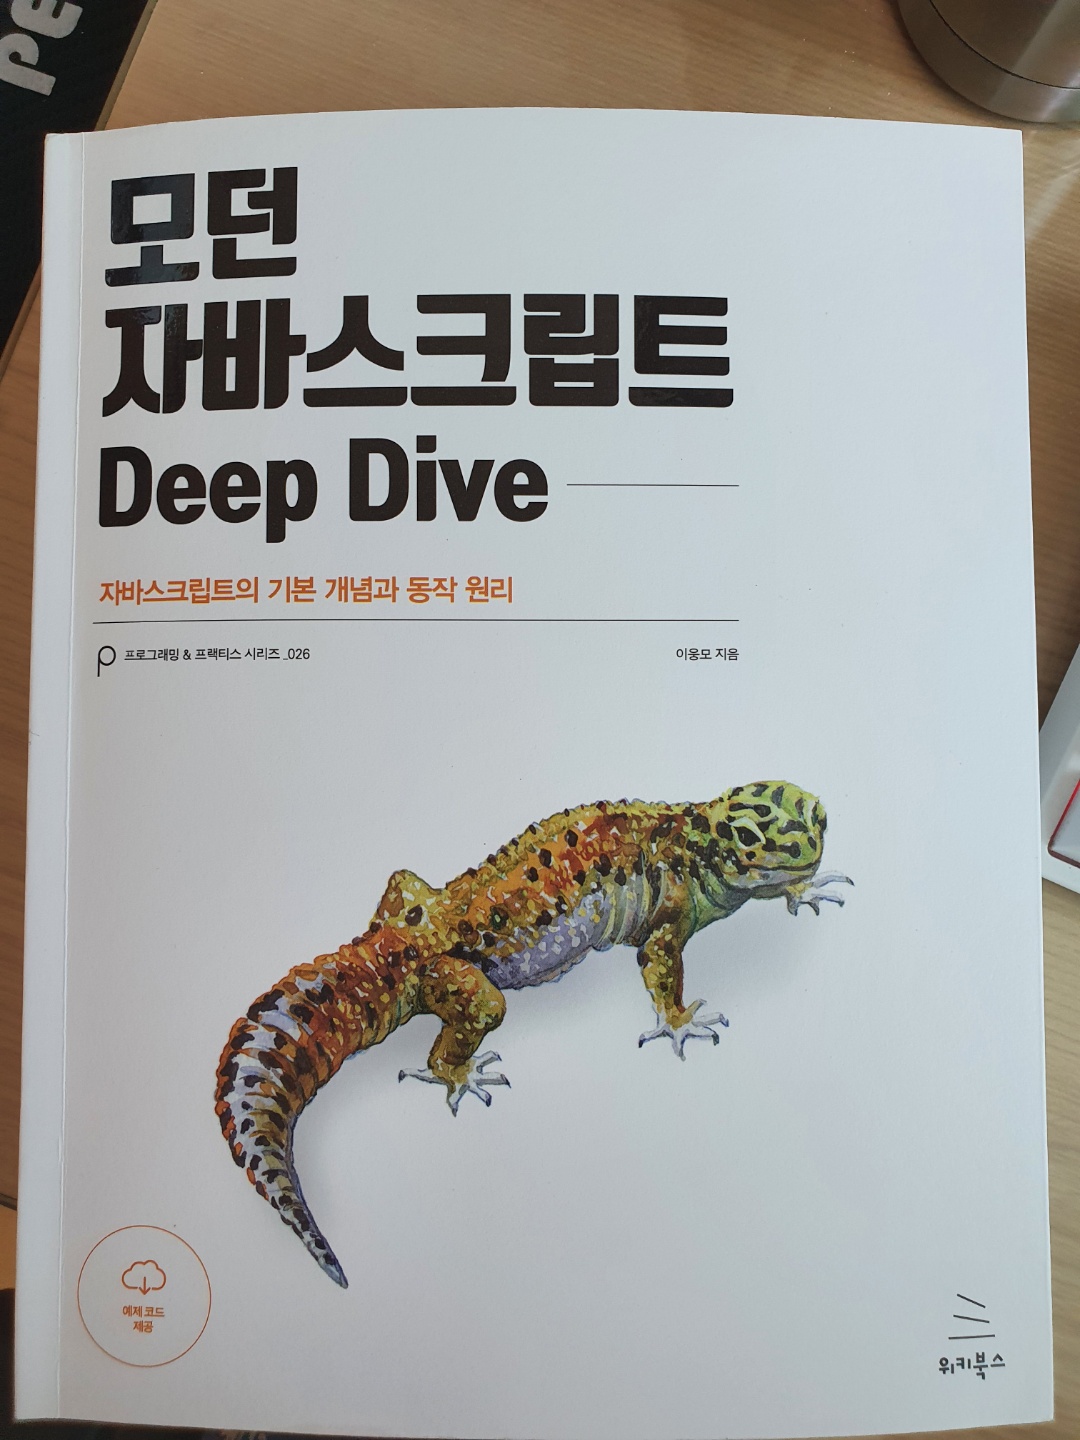 모던
자바스크립트
Deep Dive
자바스크립트의 기본 개념과 동작 원리
프로그래밍 & 프랙티스 시리즈 _026
이웅모 지음
예제 코드
제공
위키북스